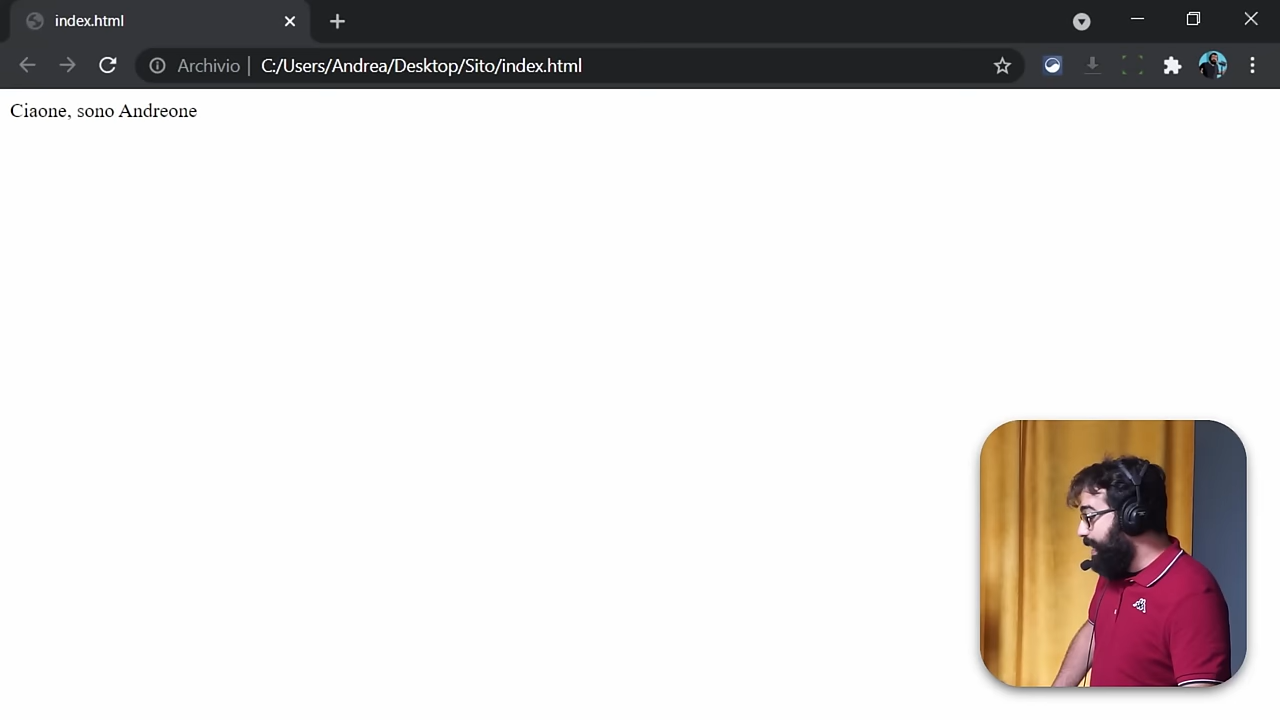 index.html
Archivio | C:/Users/Andrea/Desktop/Sito/index.html
Ciaone, sono Andreone